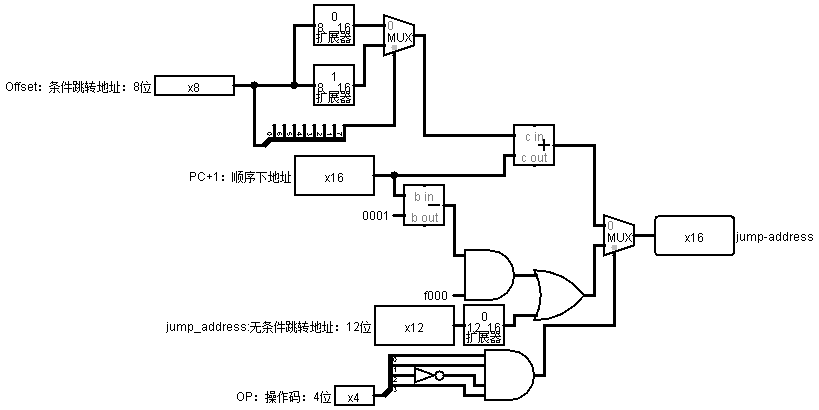 0
8 16
扩展器
0
MUX
Offset：条件跳转地址：8位
x8
1
8 16
扩展器
0 6 5 4 3 2 1 7
c in
+
c out
PC+1：顺序下地址
x16
b in
−
b out
0001
0
MUX
x16
jump-address
f000
jump_address:无条件跳转地址：12位
x12
0
12 16
扩展器
0
1
2
3
OP：操作码：4位
x4